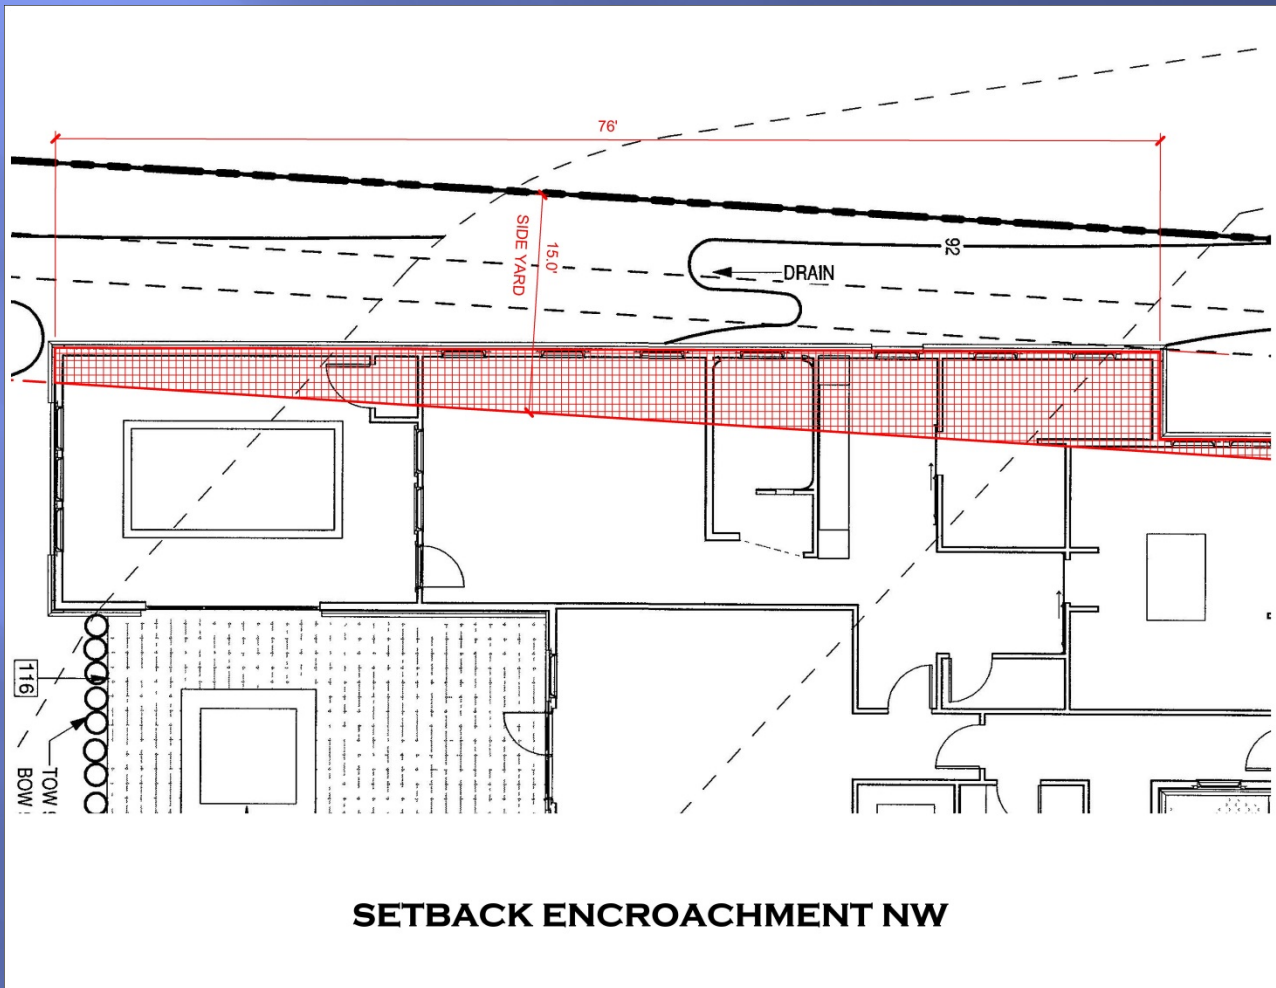 76'
15.0'
SIDE YARD
92
DRAIN
116
TOW
BOW
SETBACK ENCROACHMENT NW